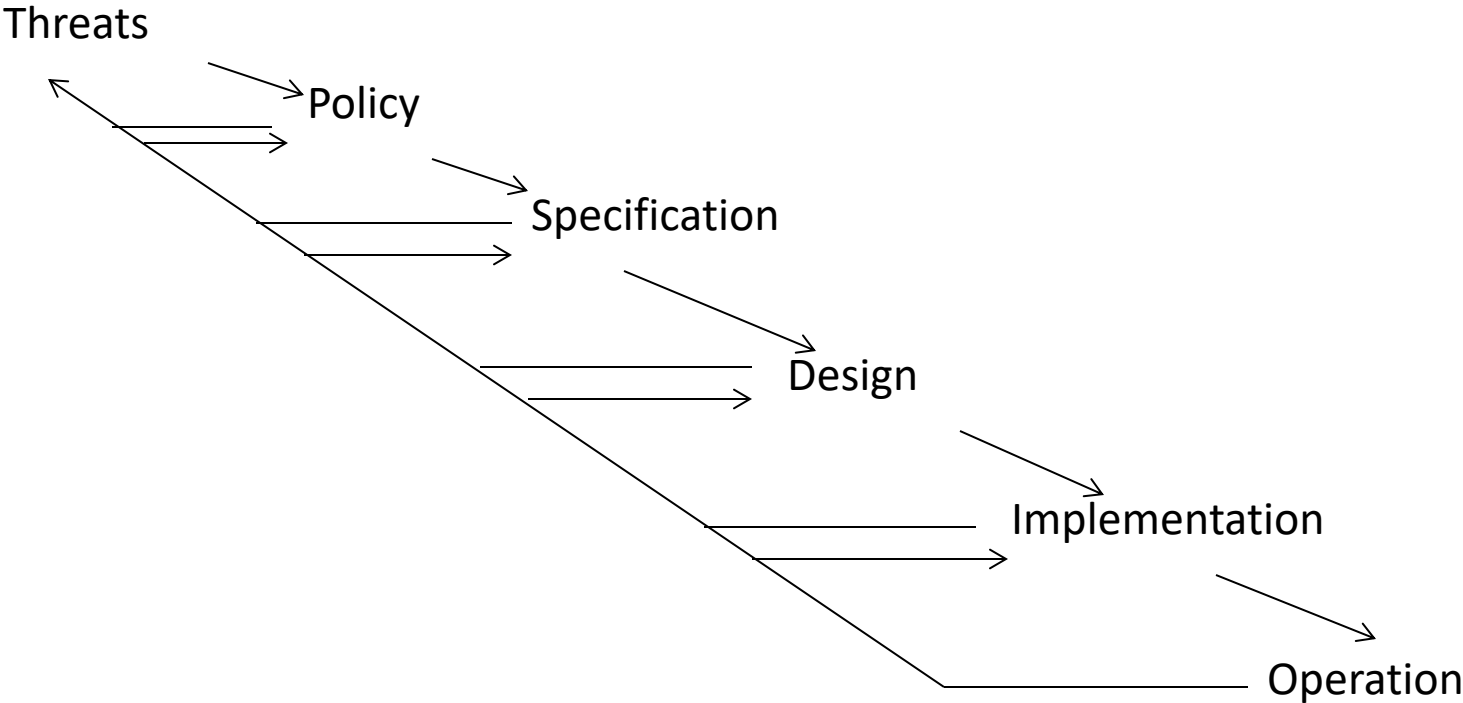 Threats
Policy
Specification
Design
Implementation
Operation